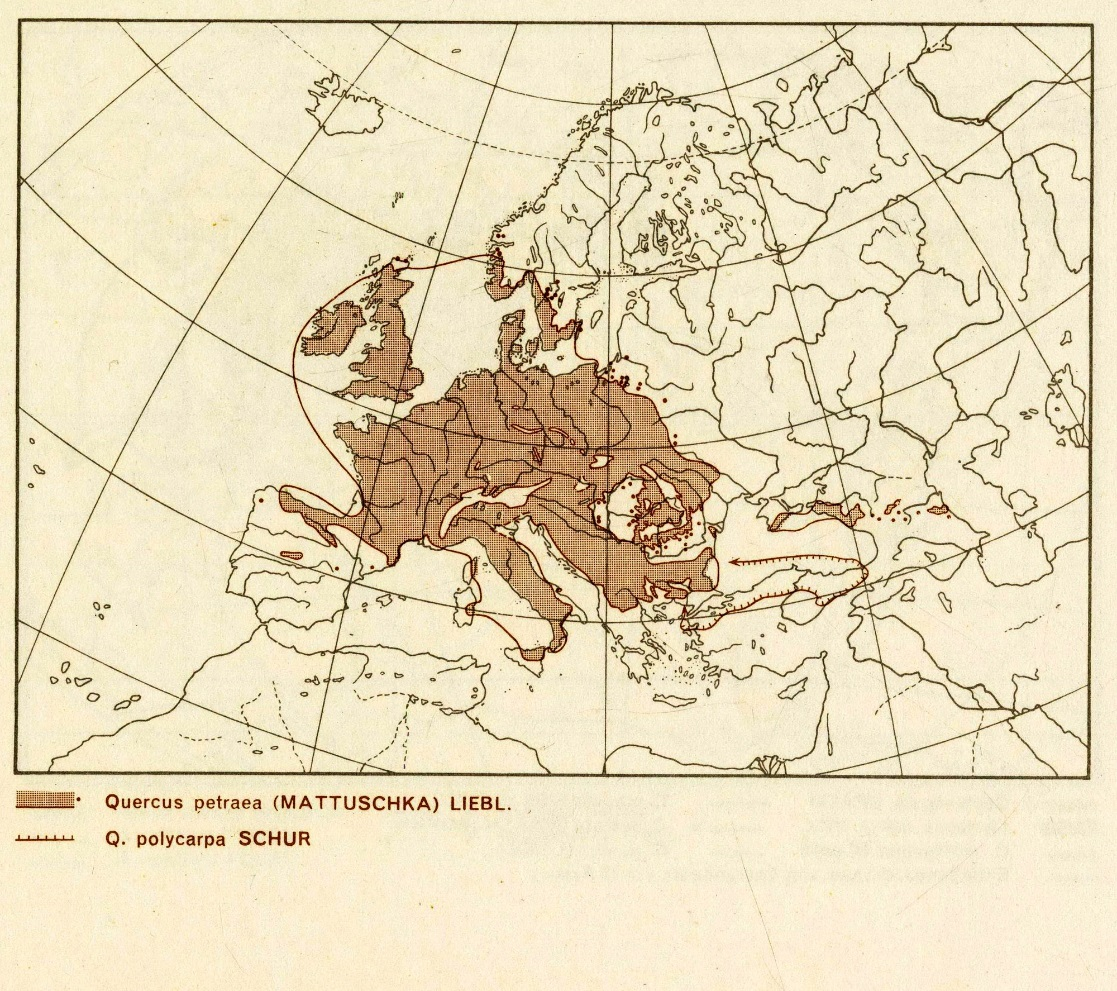 Quercus petraea (MATTUSCHKA) LIEBL.
Q. polycarpa SCHUR